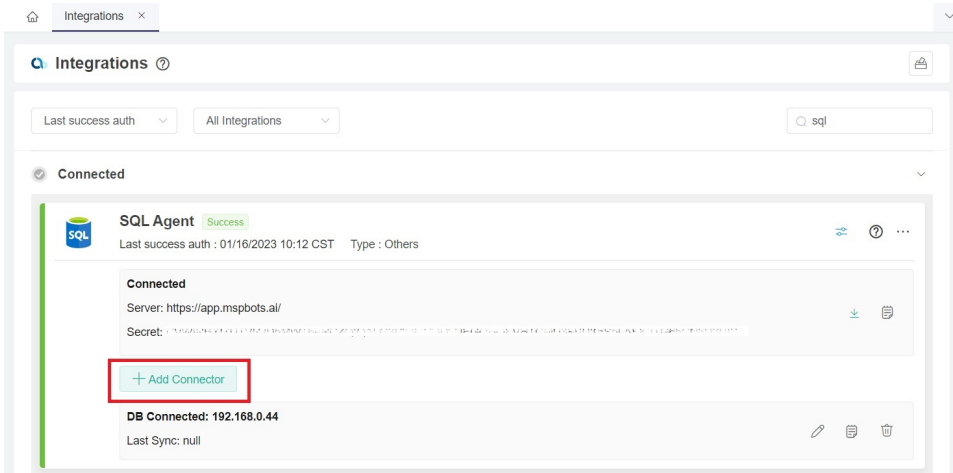 Integrations ×
Integrations
Last success auth
All Integrations
sql
Connected
SQL
SQL Agent Success
Last success auth : 01/16/2023 10:12 CST Type : Others
Connected
Server: https://app.mspbots.ai/
Secret:
+ Add Connector
DB Connected: 192.168.0.44
Last Sync: null